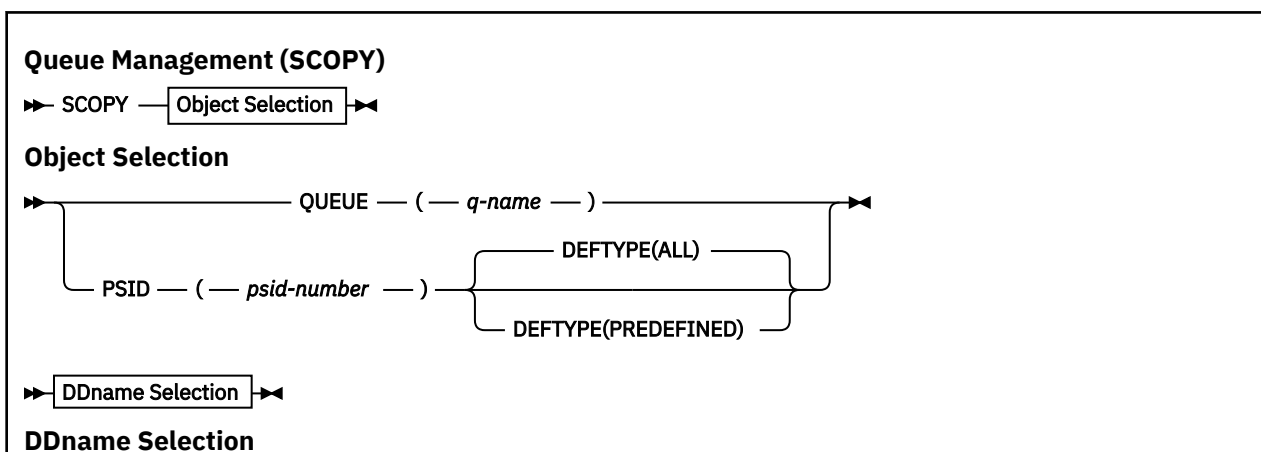 Queue Management (SCOPY)
SCOPY Object Selection
Object Selection
QUEUE ( q-name )
DEFTYPE(ALL)
PSID ( psid-number )
DEFTYPE(PREDEFINED)
DDname Selection
DDname Selection